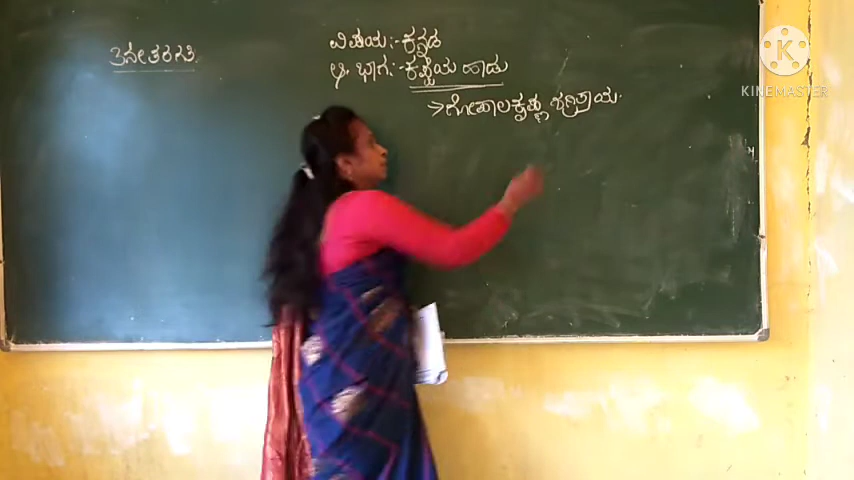 3ನೇ ತರಗತಿ.
ವಿಷಯ:- ಕನ್ನಡ
ಭಾಗ:- ಕಪ್ಪೆಯ ಹಾಡು
→ಗೋಪಾಲಕೃಷ್ಣ
KINEMASTER